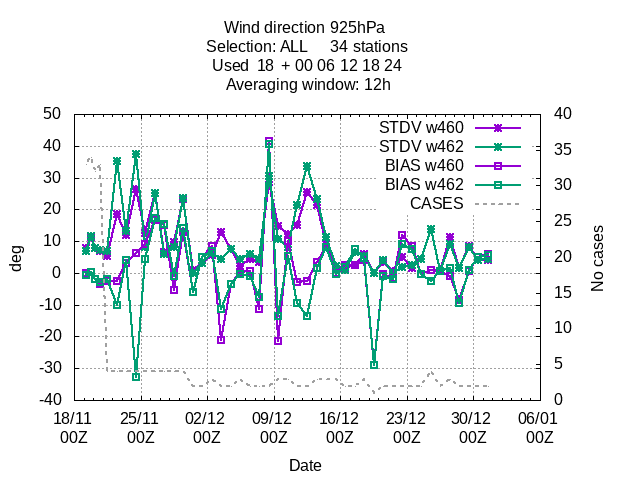 Wind direction 925hPa
Selection: ALL 34 stations
Used 18 + 00 06 12 18 24
Averaging window: 12h
50 40
STDV w460
STDV w462
BIAS w460
BIAS w462
CASES
40 35
30 30
20 25
10 20
0 15
-10
-20 10
-30 5
-40 0
deg
No cases
18/11 25/11 02/12 09/12 16/12 23/12 30/12 06/01
00Z 00Z 00Z 00Z 00Z 00Z 00Z 00Z
Date